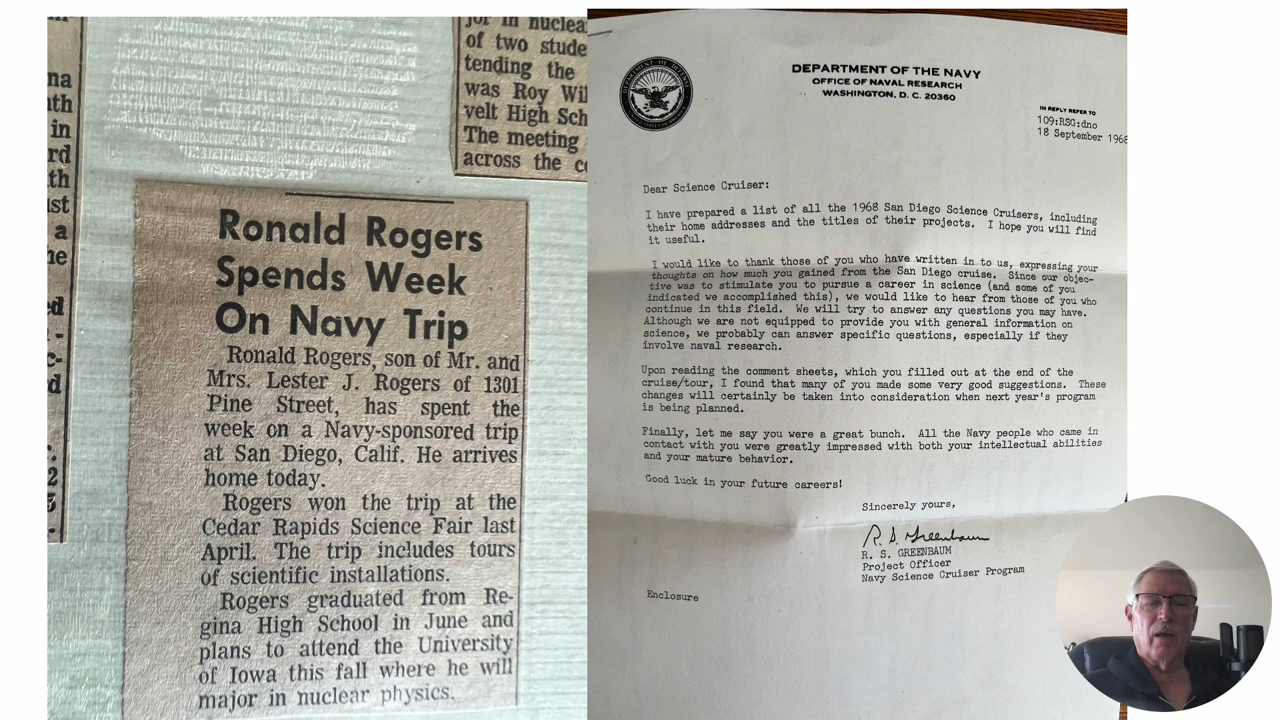 na
nth
in
rd
th
ust
a
he
ed
-
c-
d
.
2
jor in nuclea
of two stude
tending the
was Roy Wil
velt High Sch
The meeting
across the co
Ronald Rogers
Spends Week
On Navy Trip
Ronald Rogers, son of Mr. and
Mrs. Lester J. Rogers of 1301
Pine Street, has spent the
week on a Navy-sponsored trip
at San Diego, Calif. He arrives
home today.
Rogers won the trip at the
Cedar Rapids Science Fair last
April. The trip includes tours
of scientific installations.
Rogers graduated from Re-
gina High School in June and
plans to attend the University
of Iowa this fall where he will
major in nuclear physics.
DEPARTMENT OF THE NAVY
OFFICE OF NAVAL RESEARCH
WASHINGTON, D. C. 20360
IN REPLY REFER TO
109:RSG:dno
18 September 1968
Dear Science Cruiser:
I have prepared a list of all the 1968 San Diego Science Cruisers, including
their home addresses and the titles of their projects. I hope you will find
it useful.
I would like to thank those of you who have written in to us, expressing your
thoughts on how much you gained from the San Diego cruise. Since our objec-
tive was to stimulate you to pursue a career in science (and some of you
indicated we accomplished this), we would like to hear from those of you who
continue in this field. We will try to answer any questions you may have.
Although we are not equipped to provide you with general information on
science, we probably can answer specific questions, especially if they
involve naval research.
Upon reading the comment sheets, which you filled out at the end of the
cruise/tour, I found that many of you made some very good suggestions. These
changes will certainly be taken into consideration when next year's program
is being planned.
Finally, let me say you were a great bunch. All the Navy people who came in
contact with you were greatly impressed with both your intellectual abilities
and your mature behavior.
Good luck in your future careers!
Sincerely yours,
R. S. Greenbaum
R. S. GREENBAUM
Project Officer
Navy Science Cruiser Program
Enclosure